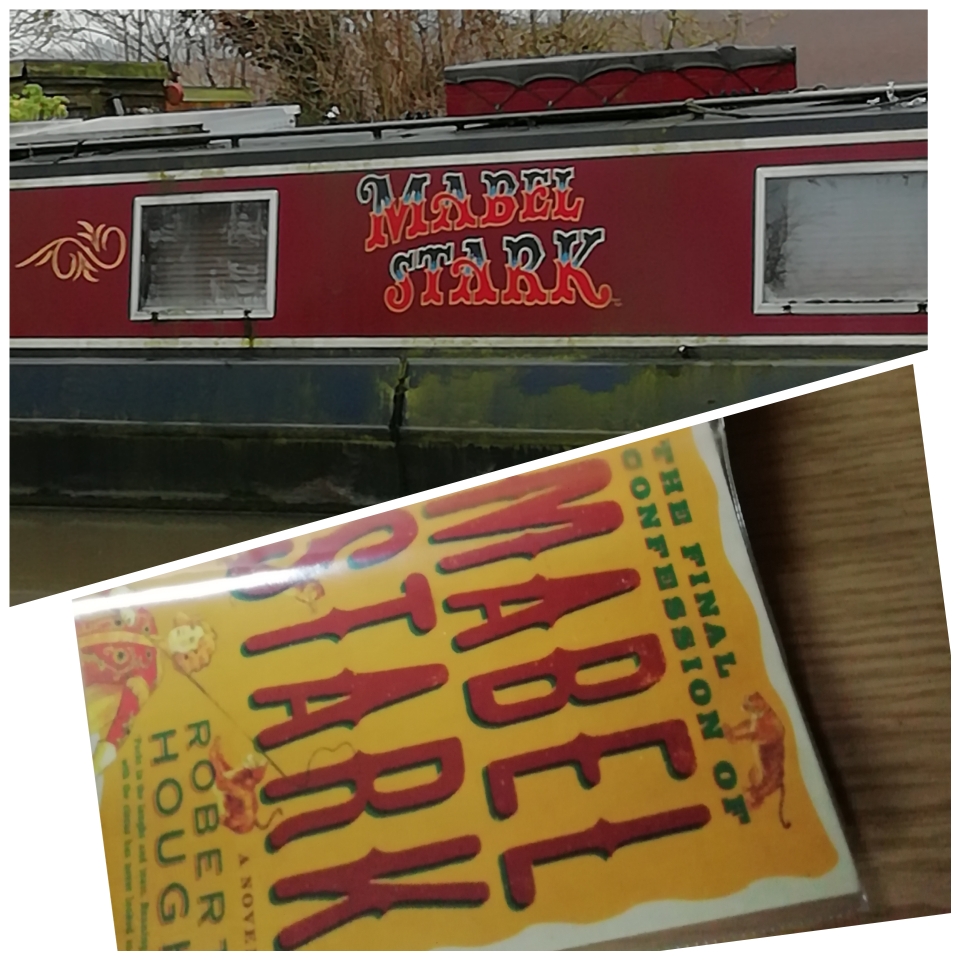 MABEL
STARK
THE FINAL
CONFESSION OF
MABEL
STARK
A NOVEL
ROBERT
HOUGH